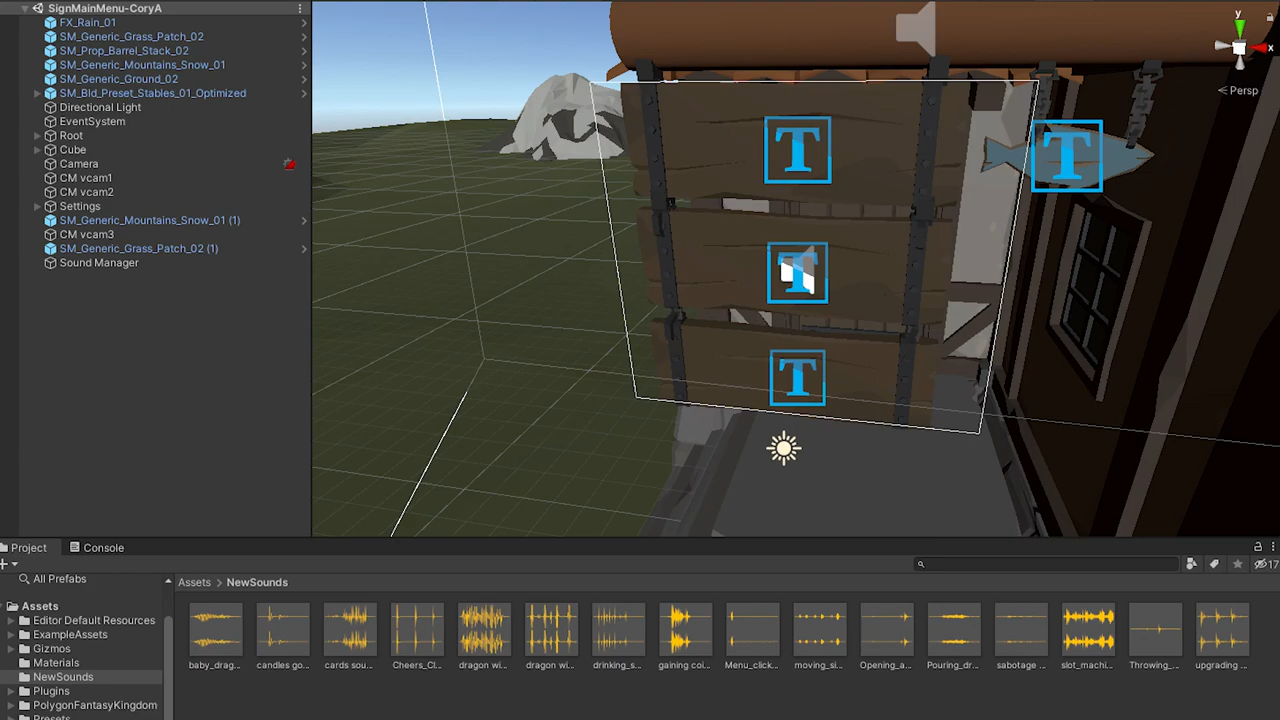 SignMainMenu-CoryA
FX_Rain_01
SM_Generic_Grass_Patch_02
SM_Prop_Barrel_Stack_02
SM_Generic_Mountains_Snow_01
SM_Generic_Ground_02
SM_Bld_Preset_Stables_01_Optimized
Directional Light
EventSystem
Root
Cube
Camera
CM vcam1
CM vcam2
Settings
SM_Generic_Mountains_Snow_01 (1)
CM vcam3
SM_Generic_Grass_Patch_02 (1)
Sound Manager
y
x
Persp
T
T
T
T
Project
Console
17
All Prefabs
Assets > NewSounds
Assets
Editor Default Resources
ExampleAssets
Gizmos
Materials
NewSounds
Plugins
PolygonFantasyKingdom
Presets
baby_drag...
candles go...
cards sou...
Cheers_Cl...
dragon wi...
dragon wi...
drinking_s...
gaining coi...
Menu_click...
moving_si...
Opening_a...
Pouring_dr...
sabotage ...
slot_machi...
Throwing_...
upgrading ...